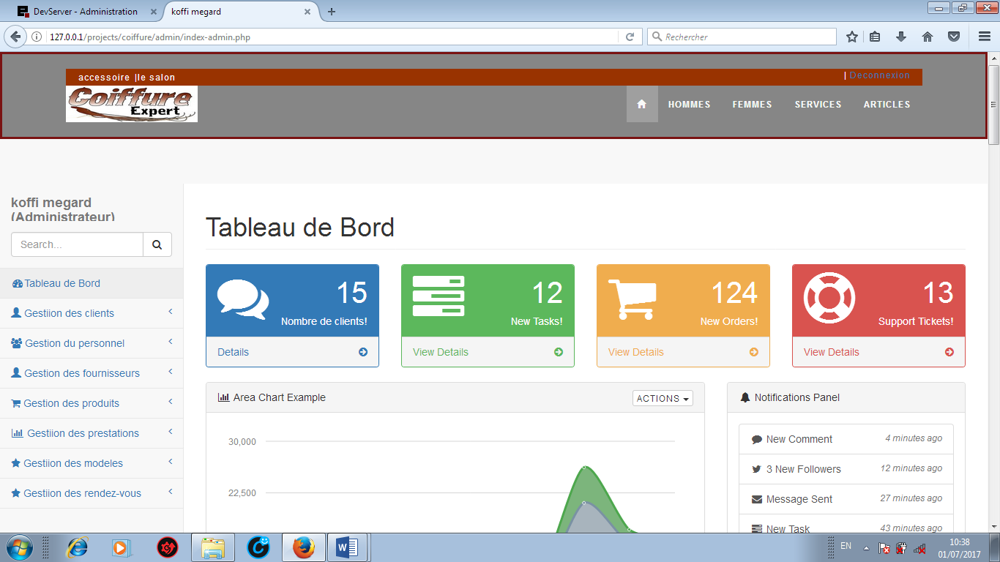 DevServer - Administration
koffi megard
127.0.0.1/projects/coiffure/admin/index-admin.php
Rechercher
accessoire |le salon
| Deconnexion
Coiffure
Expert
HOMMES
FEMMES
SERVICES
ARTICLES
koffi megard
(Administrateur)
Search...
Tableau de Bord
Gestiion des clients
Gestion du personnel
Gestion des fournisseurs
Gestion des produits
Gestiion des prestations
Gestiion des modeles
Gestiion des rendez-vous
Tableau de Bord
15
Nombre de clients!
Details
12
New Tasks!
View Details
124
New Orders!
View Details
13
Support Tickets!
View Details
Area Chart Example
ACTIONS
30,000
22,500
Notifications Panel
New Comment 4 minutes ago
3 New Followers 12 minutes ago
Message Sent 27 minutes ago
New Task 43 minutes ago
EN
10:38
01/07/2017